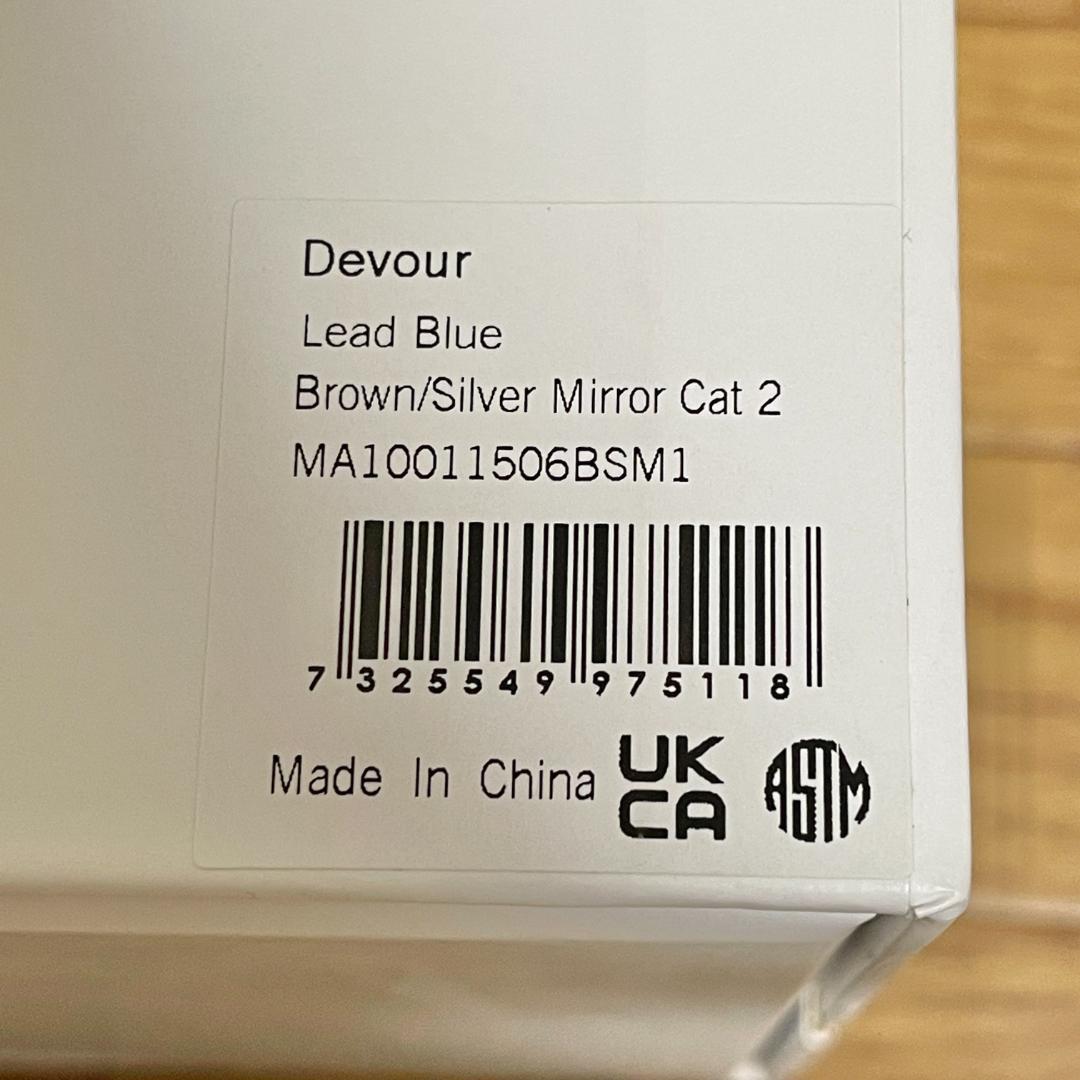 Devour
Lead Blue
Brown/Silver Mirror Cat 2
MA10011506BSM1
7 325549 975118
Made In China UK CA ASTM